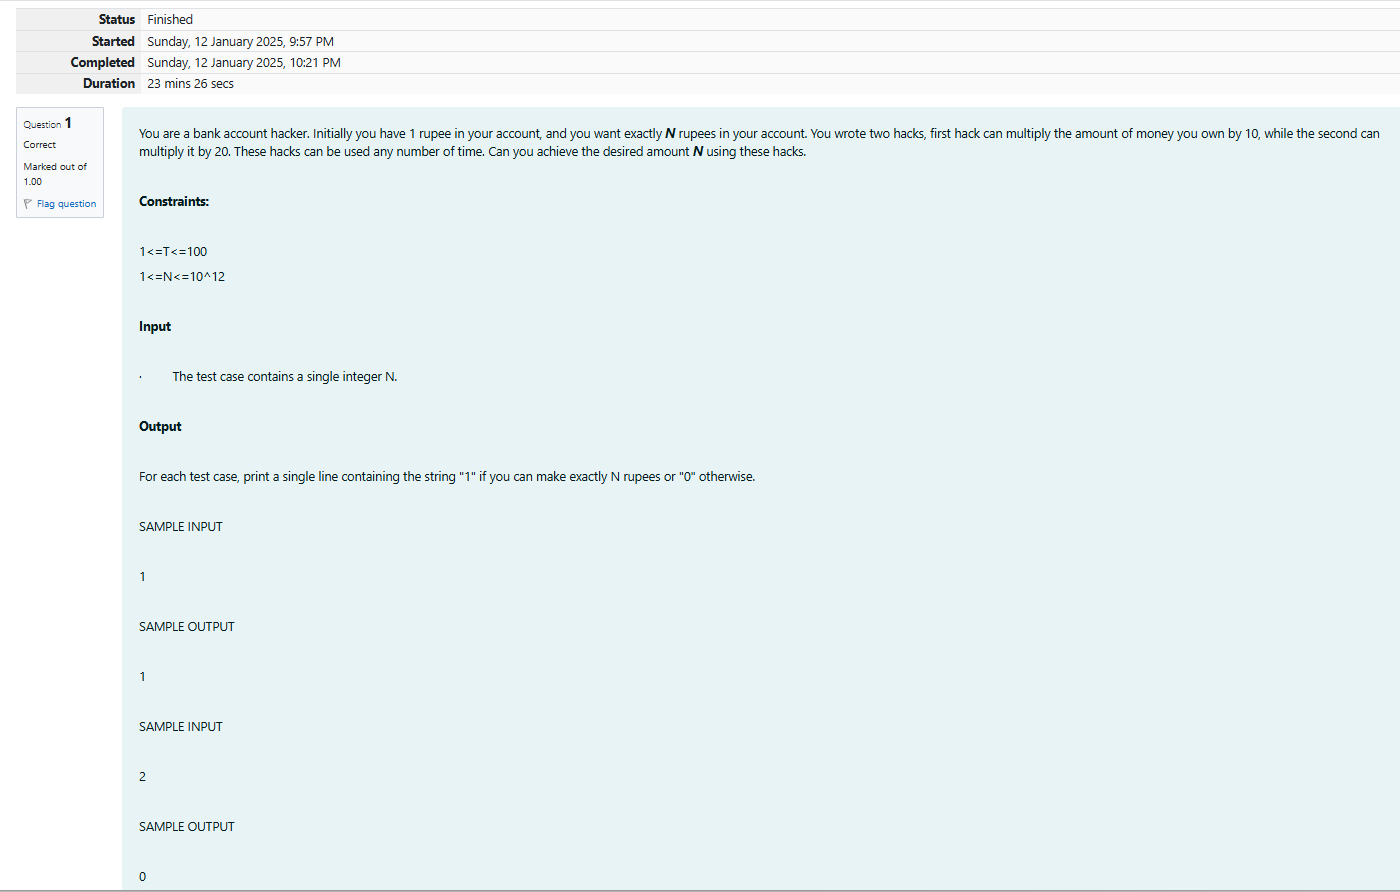 Status Finished
Started Sunday, 12 January 2025, 9:57 PM
Completed Sunday, 12 January 2025, 10:21 PM
Duration 23 mins 26 secs
Question 1
Correct
Marked out of
1.00
Flag question
You are a bank account hacker. Initially you have 1 rupee in your account, and you want exactly N rupees in your account. You wrote two hacks, first hack can multiply the amount of money you own by 10, while the second can
multiply it by 20. These hacks can be used any number of time. Can you achieve the desired amount N using these hacks.
Constraints:
1<=T<=100
1<=N<=10^12
Input
· The test case contains a single integer N.
Output
For each test case, print a single line containing the string "1" if you can make exactly N rupees or "0" otherwise.
SAMPLE INPUT
1
SAMPLE OUTPUT
1
SAMPLE INPUT
2
SAMPLE OUTPUT
0